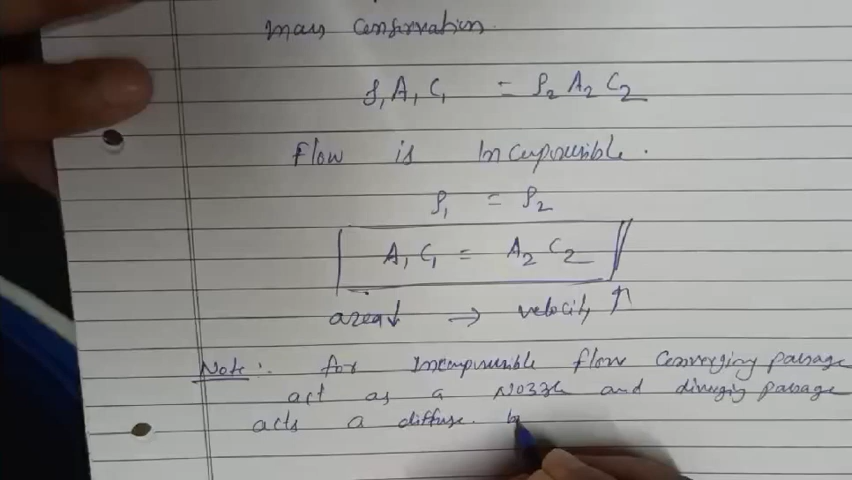 mass conservation
ρ₁A₁C₁ = ρ₂A₂C₂
flow is Incompressible.
ρ₁ = ρ₂
A₁C₁ = A₂C₂
area↓ → velocity ↑
Note:- for Incompressible flow Converging passage
act as a Nozzle and diverging passage
acts a diffuse.